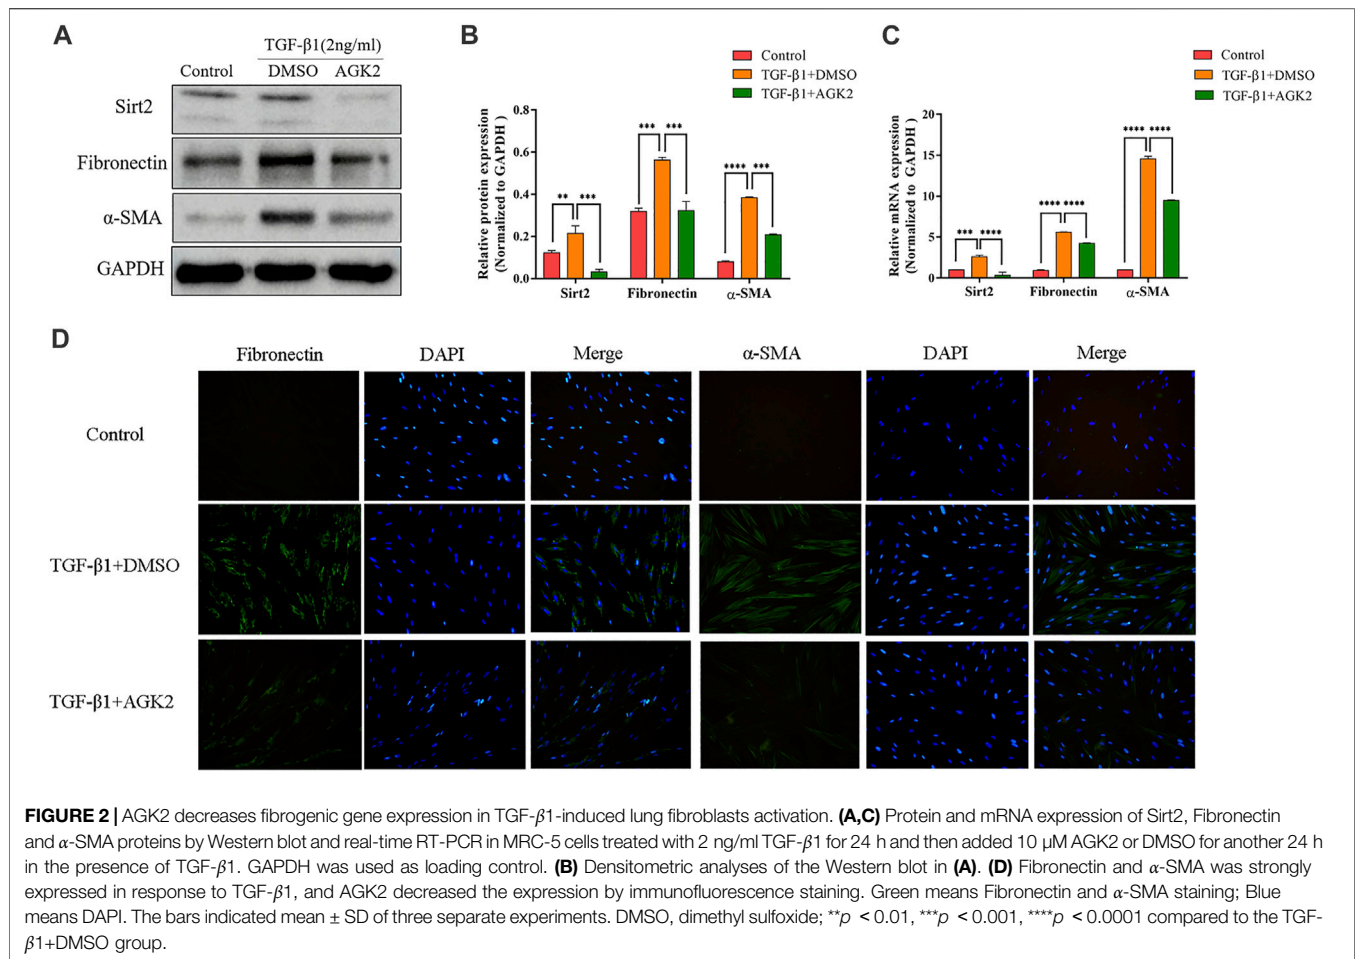 A
TGF-β1(2ng/ml)
Control DMSO AGK2
Sirt2
Fibronectin
α-SMA
GAPDH
B
Control
TGF-β1+DMSO
TGF-β1+AGK2
Relative protein expression
(Normalized to GAPDH )
0.8
0.6
0.4
0.2
0.0
** ***
*** ***
**** ***
Sirt2 Fibronectin α-SMA
C
Control
TGF-β1+DMSO
TGF-β1+AGK2
Relative mRNA expression
(Normalized to GAPDH )
20
15
10
5
0
*** ****
**** ****
**** ****
Sirt2 Fibronectin α-SMA
D
Fibronectin DAPI Merge α-SMA DAPI Merge
Control
TGF-β1+DMSO
TGF-β1+AGK2
FIGURE 2 | AGK2 decreases fibrogenic gene expression in TGF-β1-induced lung fibroblasts activation. (A,C) Protein and mRNA expression of Sirt2, Fibronectin
and α-SMA proteins by Western blot and real-time RT-PCR in MRC-5 cells treated with 2 ng/ml TGF-β1 for 24 h and then added 10 μM AGK2 or DMSO for another 24 h
in the presence of TGF-β1. GAPDH was used as loading control. (B) Densitometric analyses of the Western blot in (A). (D) Fibronectin and α-SMA was strongly
expressed in response to TGF-β1, and AGK2 decreased the expression by immunofluorescence staining. Green means Fibronectin and α-SMA staining; Blue
means DAPI. The bars indicated mean ± SD of three separate experiments. DMSO, dimethyl sulfoxide; **p < 0.01, ***p < 0.001, ****p < 0.0001 compared to the TGF-
β1+DMSO group.